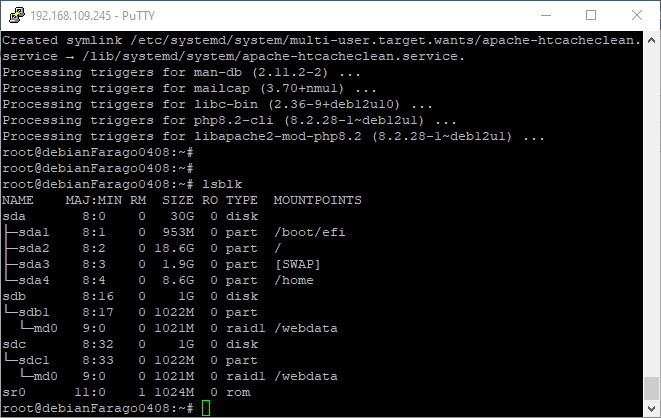 192.168.109.245 - PuTTY
Created symlink /etc/systemd/system/multi-user.target.wants/apache-htcacheclean.
service → /lib/systemd/system/apache-htcacheclean.service.
Processing triggers for man-db (2.11.2-2) ...
Processing triggers for mailcap (3.70+nmu1) ...
Processing triggers for libc-bin (2.36-9+deb12u10) ...
Processing triggers for php8.2-cli (8.2.28-1~deb12u1) ...
Processing triggers for libapache2-mod-php8.2 (8.2.28-1~deb12u1) ...
root@debianFarago0408:~#
root@debianFarago0408:~#
root@debianFarago0408:~# lsblk
NAME    MAJ:MIN RM  SIZE RO TYPE  MOUNTPOINTS
sda       8:0    0   30G  0 disk
├─sda1    8:1    0  953M  0 part  /boot/efi
├─sda2    8:2    0 18.6G  0 part  /
├─sda3    8:3    0  1.9G  0 part  [SWAP]
└─sda4    8:4    0  8.6G  0 part  /home
sdb       8:16   0    1G  0 disk
└─sdb1    8:17   0 1022M  0 part
  └─md0   9:0    0 1021M  0 raid1 /webdata
sdc       8:32   0    1G  0 disk
└─sdc1    8:33   0 1022M  0 part
  └─md0   9:0    0 1021M  0 raid1 /webdata
sr0      11:0    1 1024M  0 rom
root@debianFarago0408:~#